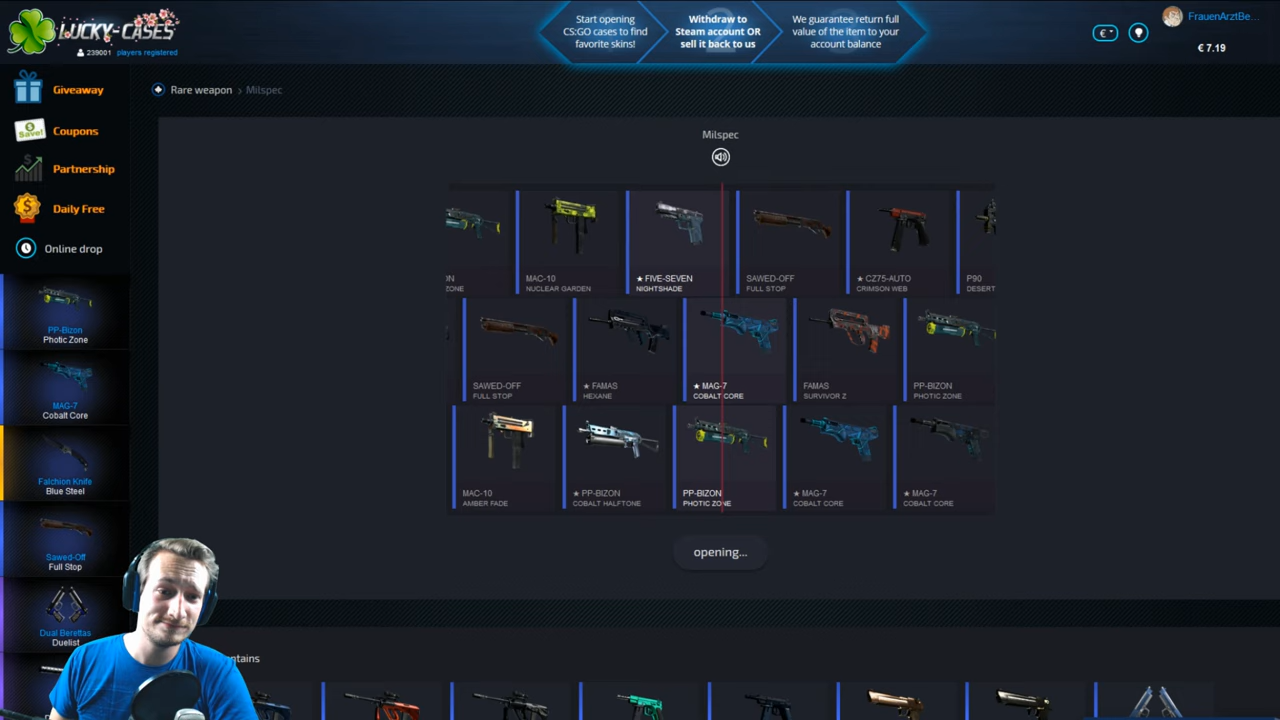 LUCKY-CASES
239001 players registered
Start opening
CS:GO cases to find
favorite skins!
Withdraw to
Steam account OR
sell it back to us
We guarantee return full
value of the item to your
account balance
€
FrauenArztBe...
€ 7.19
Giveaway
Save!
Coupons
Partnership
Daily Free
Online drop
PP-Bizon
Photic Zone
MAG-7
Cobalt Core
Falchion Knife
Blue Steel
Sawed-Off
Full Stop
Dual Berettas
Duelist
Rare weapon > Milspec
Milspec
ON
ZONE
MAC-10
NUCLEAR GARDEN
★ FIVE-SEVEN
NIGHTSHADE
SAWED-OFF
FULL STOP
★ CZ75-AUTO
CRIMSON WEB
P90
DESERT
SAWED-OFF
FULL STOP
★ FAMAS
HEXANE
★ MAG-7
COBALT CORE
FAMAS
SURVIVOR Z
PP-BIZON
PHOTIC ZONE
MAC-10
AMBER FADE
★ PP-BIZON
COBALT HALFTONE
PP-BIZON
PHOTIC ZONE
★ MAG-7
COBALT CORE
★ MAG-7
COBALT CORE
opening...
ntains